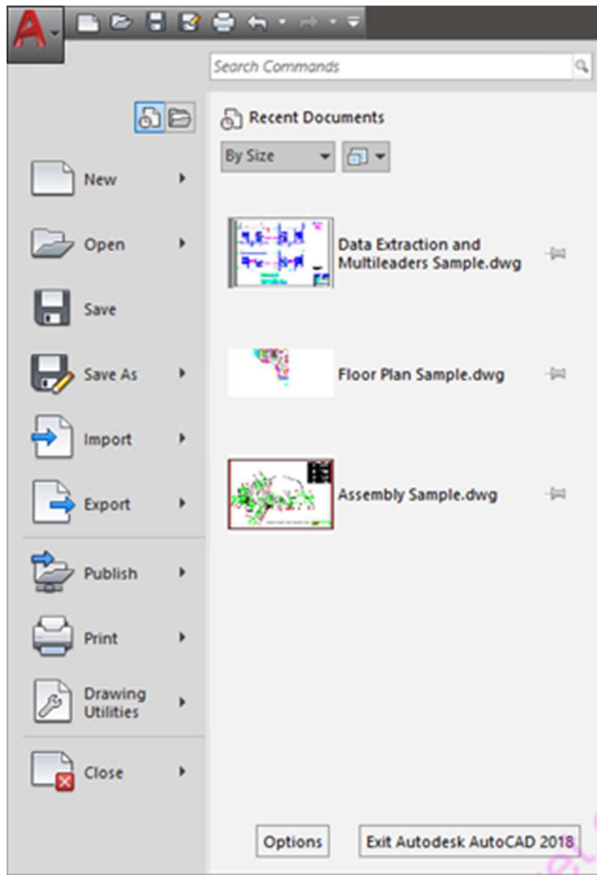 Search Commands
Recent Documents
By Size
New
Open
Save
Save As
Import
Export
Publish
Print
Drawing
Utilities
Close
Data Extraction and
Multileaders Sample.dwg
Floor Plan Sample.dwg
Assembly Sample.dwg
Options
Exit Autodesk AutoCAD 2018